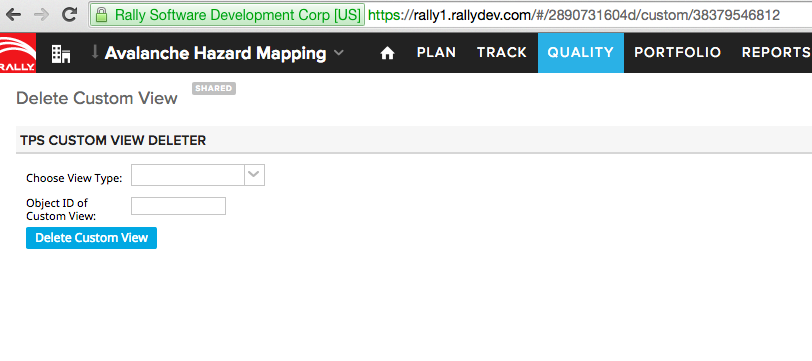 Rally Software Development Corp [US] https://rally1.rallydev.com/#/2890731604d/custom/38379546812
RALLY Avalanche Hazard Mapping PLAN TRACK QUALITY PORTFOLIO REPORTS
Delete Custom View SHARED
TPS CUSTOM VIEW DELETER
Choose View Type:
Object ID of
Custom View:
Delete Custom View